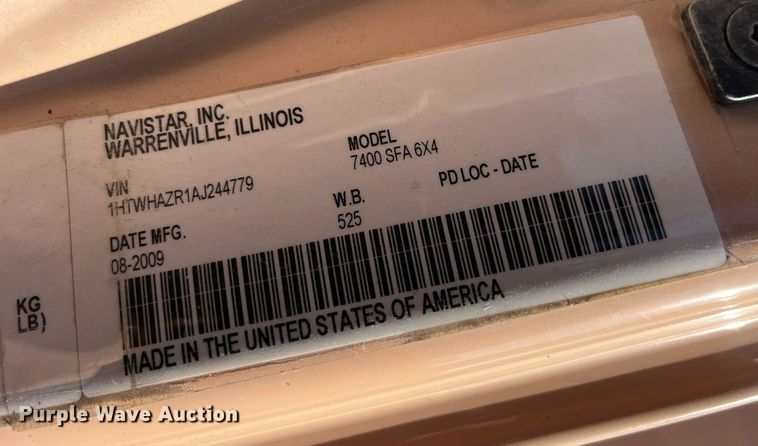 NAVISTAR, INC.
WARRENVILLE, ILLINOIS
VIN
1HTWHAZR1AJ244779
MODEL
7400 SFA 6X4
DATE MFG.
08-2009
W.B.
525
PD LOC - DATE
MADE IN THE UNITED STATES OF AMERICA
KG
LB)
Purple Wave Auction